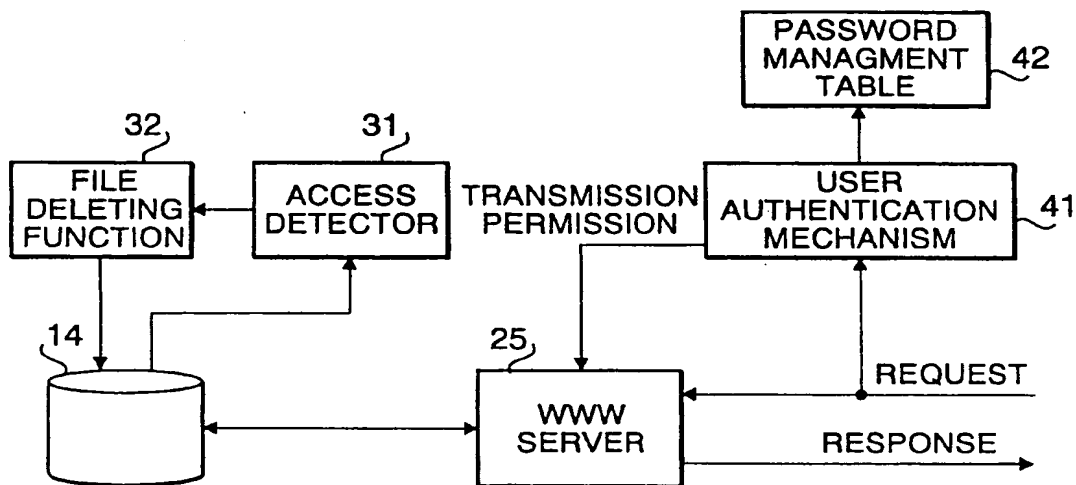 PASSWORD
MANAGMENT
TABLE
42
32
31
FILE
DELETING
FUNCTION
ACCESS
DETECTOR
TRANSMISSION
PERMISSION
USER
AUTHENTICATION
MECHANISM
41
14
25
WWW
SERVER
REQUEST
RESPONSE